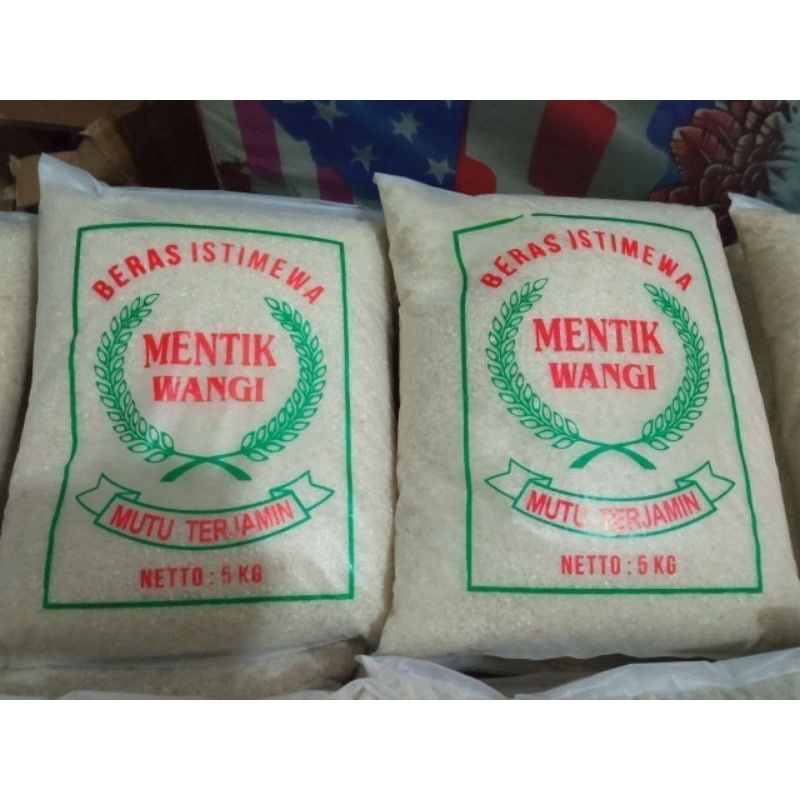 BERAS ISTIMEWA
MENTIK
WANGI
MUTU TERJAMIN
NETTO : 5 KG
BERAS ISTIMEWA
MENTIK
WANGI
MUTU TERJAMIN
NETTO : 5 KG